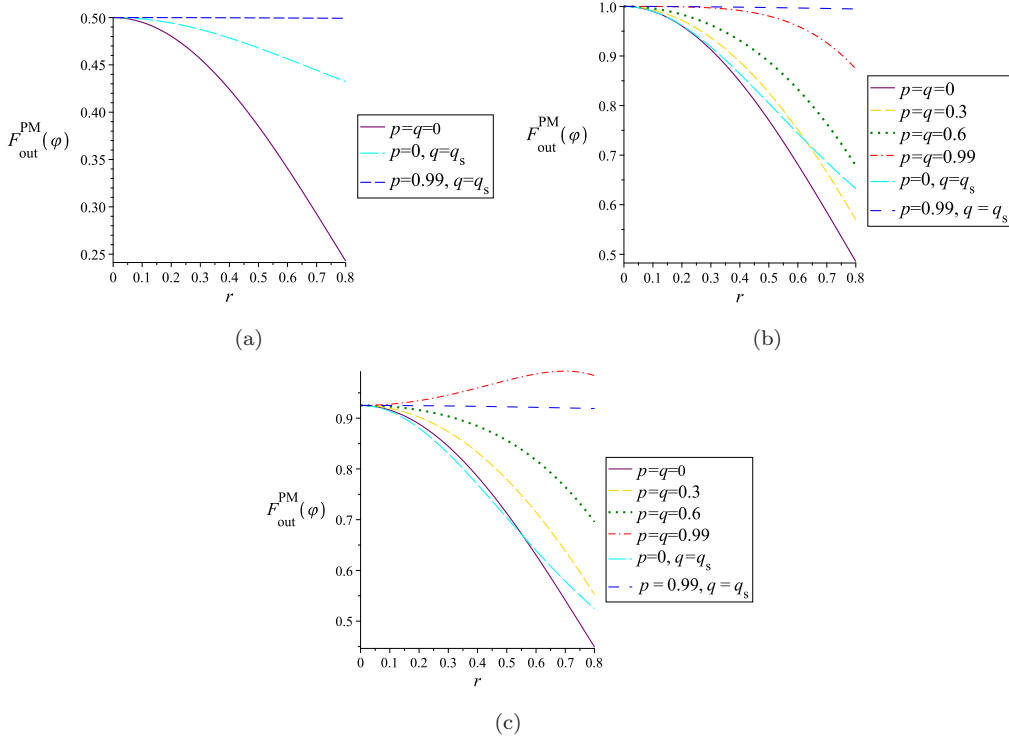 0.50
0.45
0.40
0.35
0.30
0.25
F_out^PM(φ)
0 0.1 0.2 0.3 0.4 0.5 0.6 0.7 0.8
r
p=q=0
p=0, q=q_s
p=0.99, q=q_s
(a)
1.0
0.9
0.8
0.7
0.6
0.5
F_out^PM(φ)
0 0.1 0.2 0.3 0.4 0.5 0.6 0.7 0.8
r
p=q=0
p=q=0.3
p=q=0.6
p=q=0.99
p=0, q=q_s
p=0.99, q = q_s
(b)
0.9
0.8
0.7
0.6
0.5
F_out^PM(φ)
0 0.1 0.2 0.3 0.4 0.5 0.6 0.7 0.8
r
p=q=0
p=q=0.3
p=q=0.6
p=q=0.99
p=0, q=q_s
p = 0.99, q = q_s
(c)